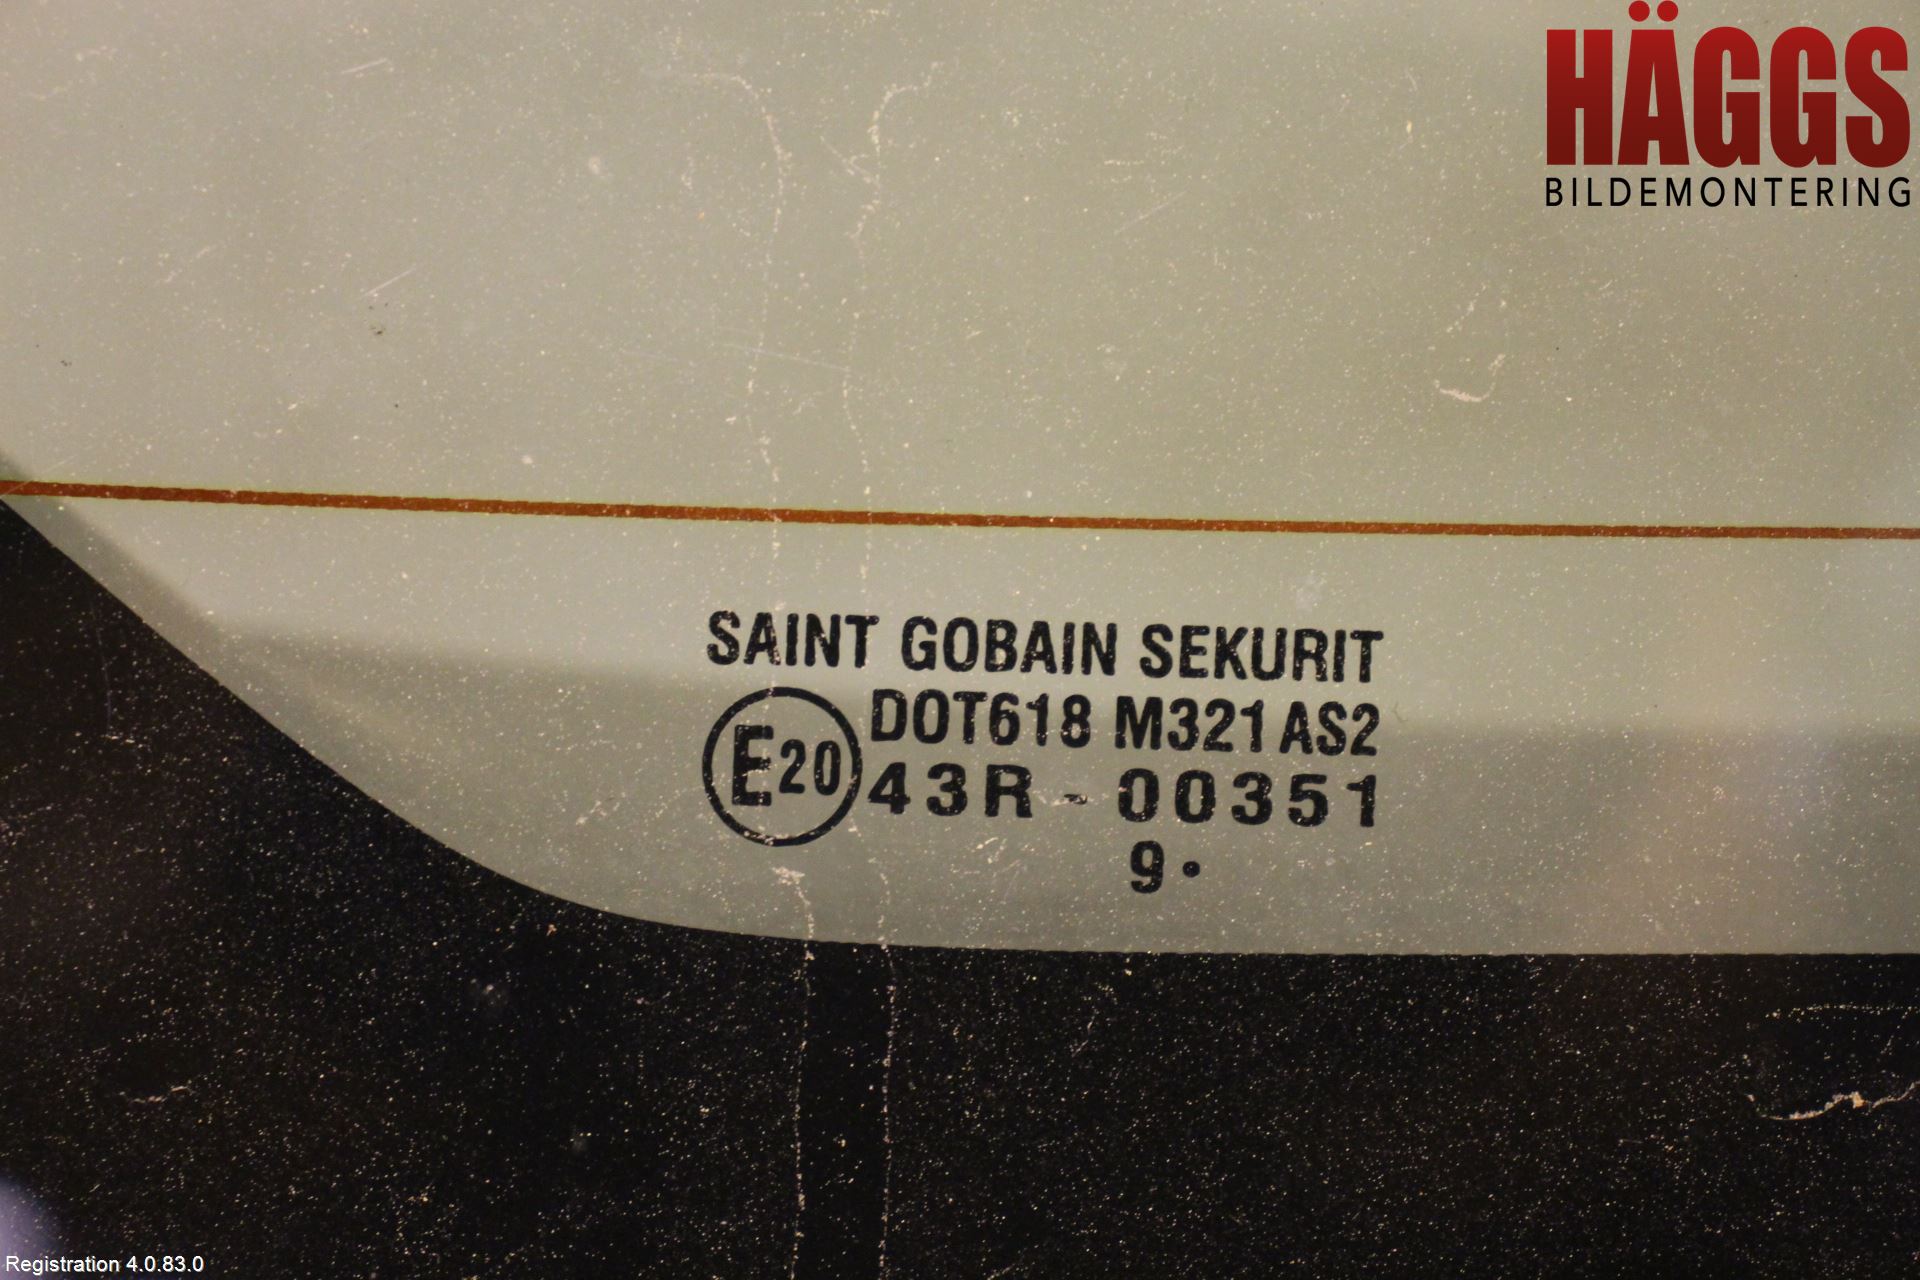 HÄGGS
BILDEMONTERING
SAINT GOBAIN SEKURIT
E20
DOT618 M321 AS2
43R - 00351
9 •
Registration 4.0.83.0